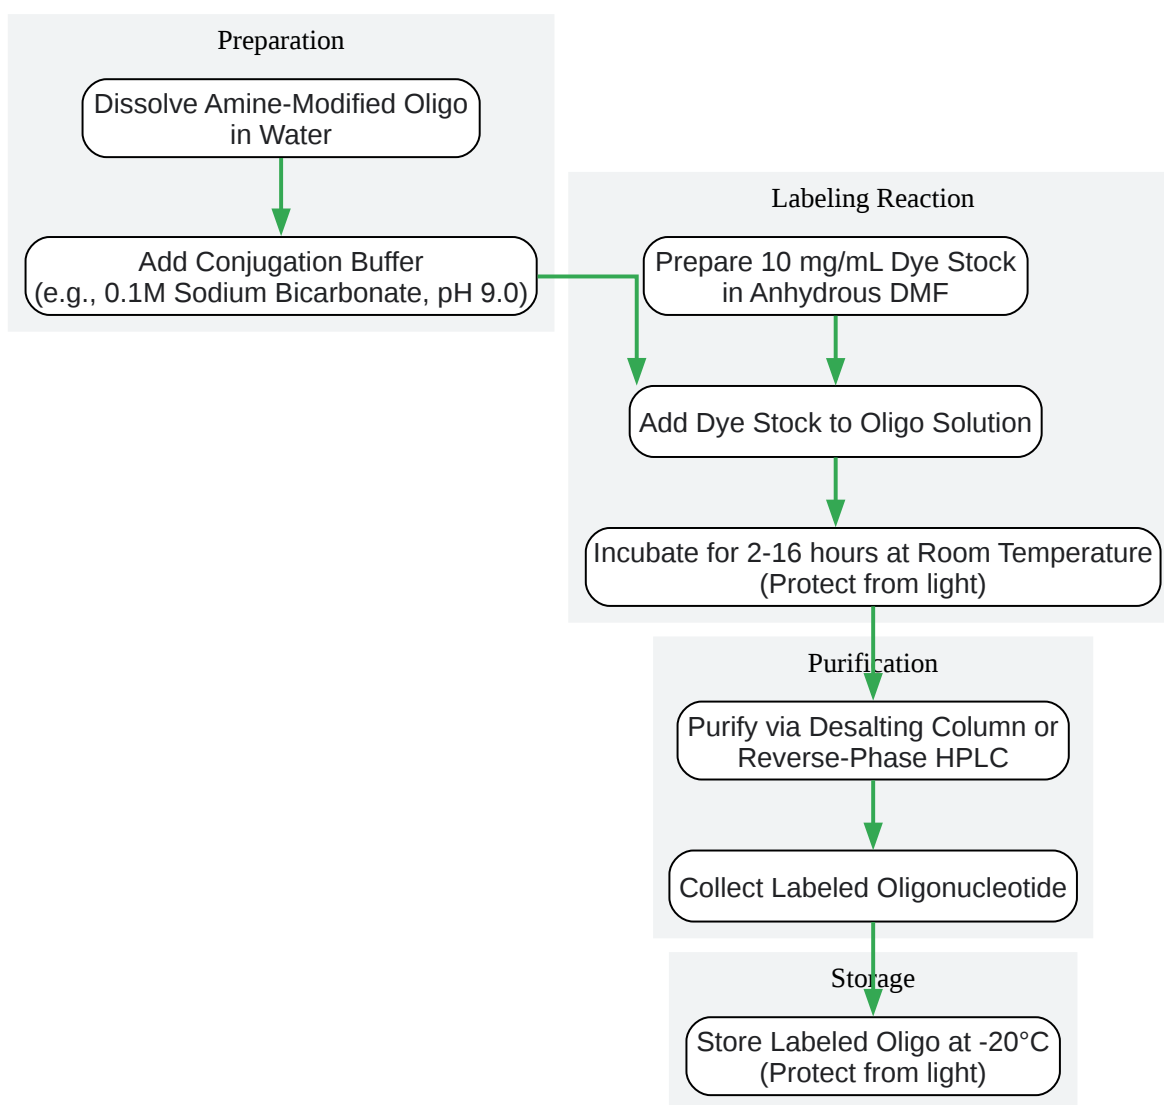 Preparation
Dissolve Amine-Modified Oligo
in Water
Add Conjugation Buffer
(e.g., 0.1M Sodium Bicarbonate, pH 9.0)
Labeling Reaction
Prepare 10 mg/mL Dye Stock
in Anhydrous DMF
Add Dye Stock to Oligo Solution
Incubate for 2-16 hours at Room Temperature
(Protect from light)
Purification
Purify via Desalting Column or
Reverse-Phase HPLC
Collect Labeled Oligonucleotide
Storage
Store Labeled Oligo at -20°C
(Protect from light)